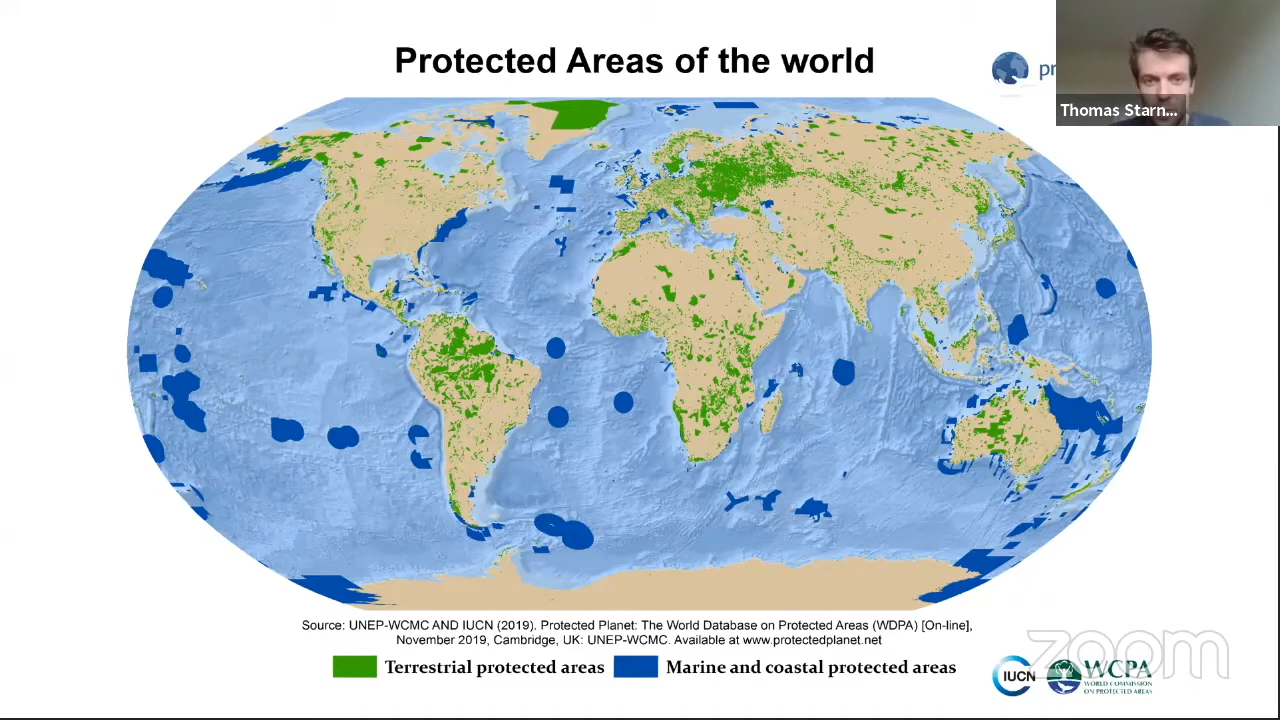 Protected Areas of the world
pr
Thomas Starn...
Source: UNEP-WCMC AND IUCN (2019). Protected Planet: The World Database on Protected Areas (WDPA) [On-line],
November 2019, Cambridge, UK: UNEP-WCMC. Available at www.protectedplanet.net
Terrestrial protected areas
Marine and coastal protected areas
zoom
IUCN
WCPA
WORLD COMMISSION
ON PROTECTED AREAS